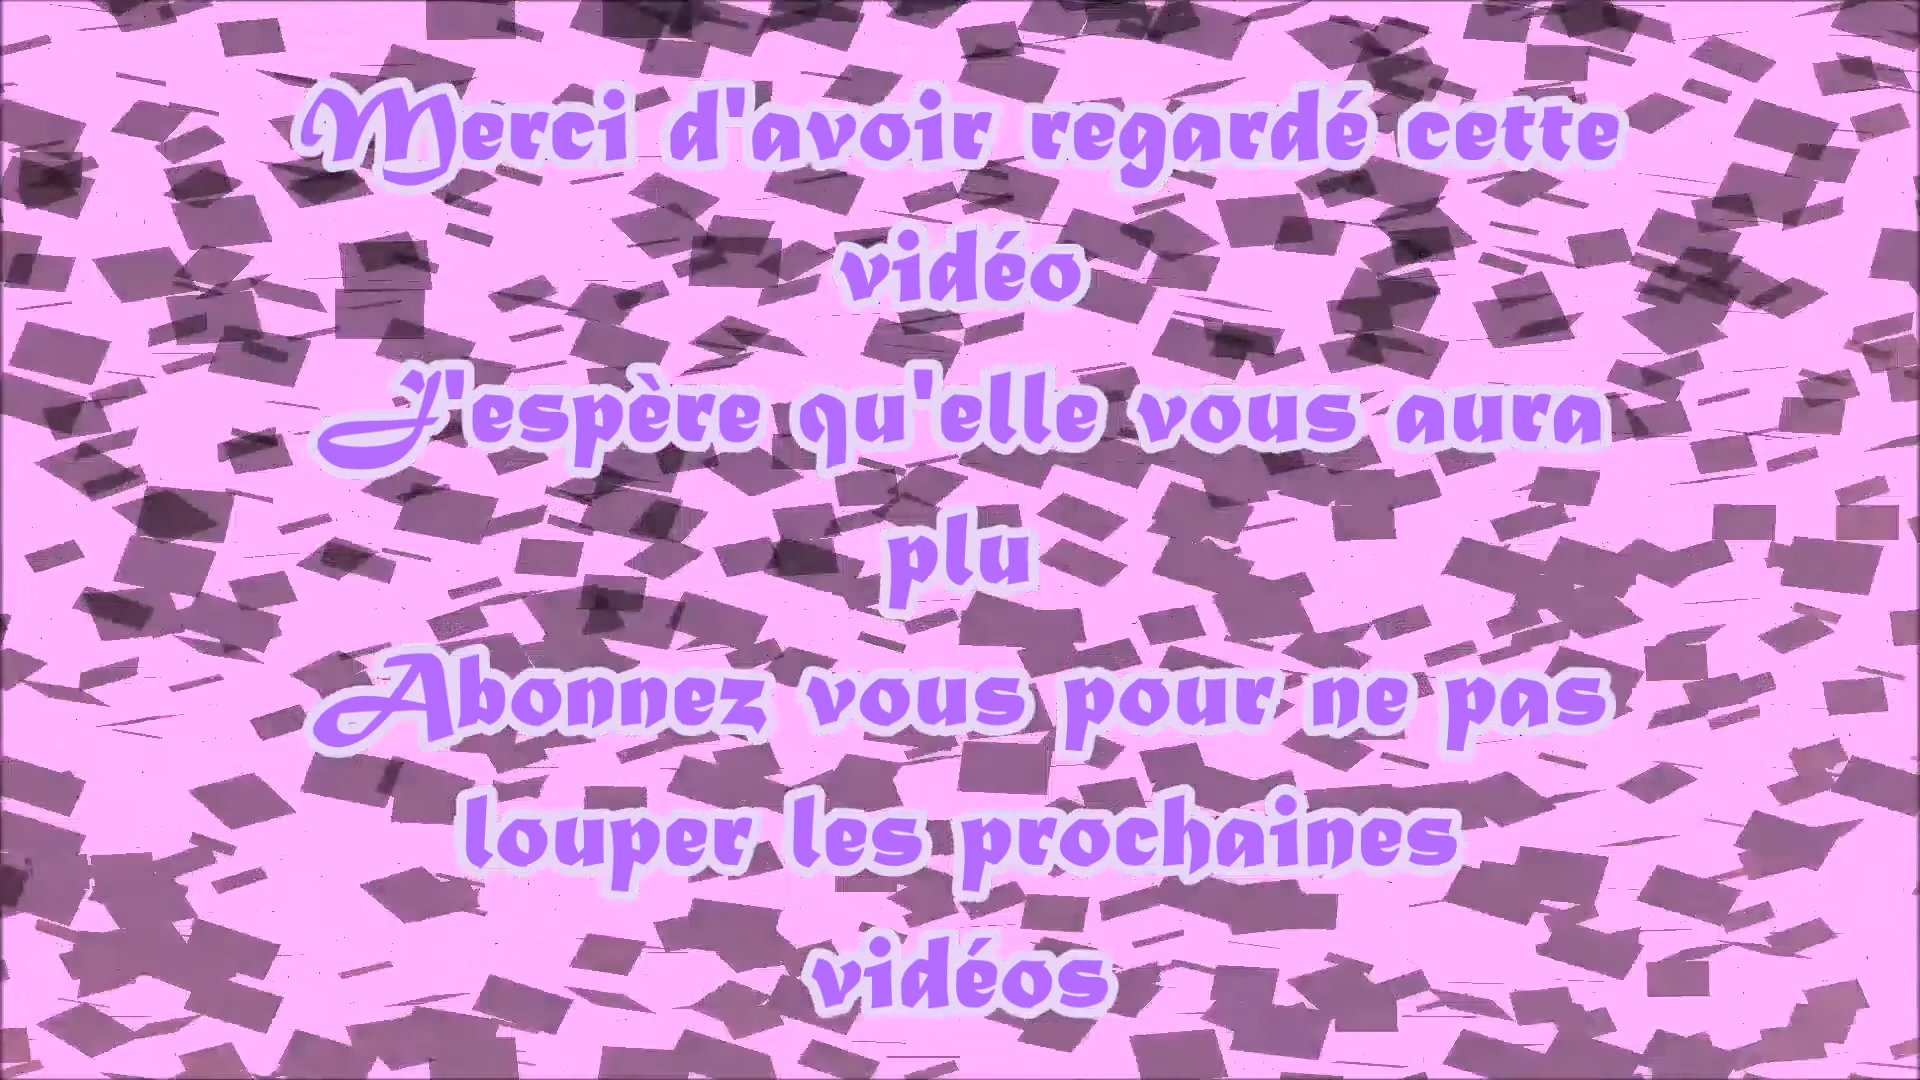 Merci d'avoir regardé cette
vidéo
J'espère qu'elle vous aura
plu
Abonnez vous pour ne pas
louper les prochaines
vidéos